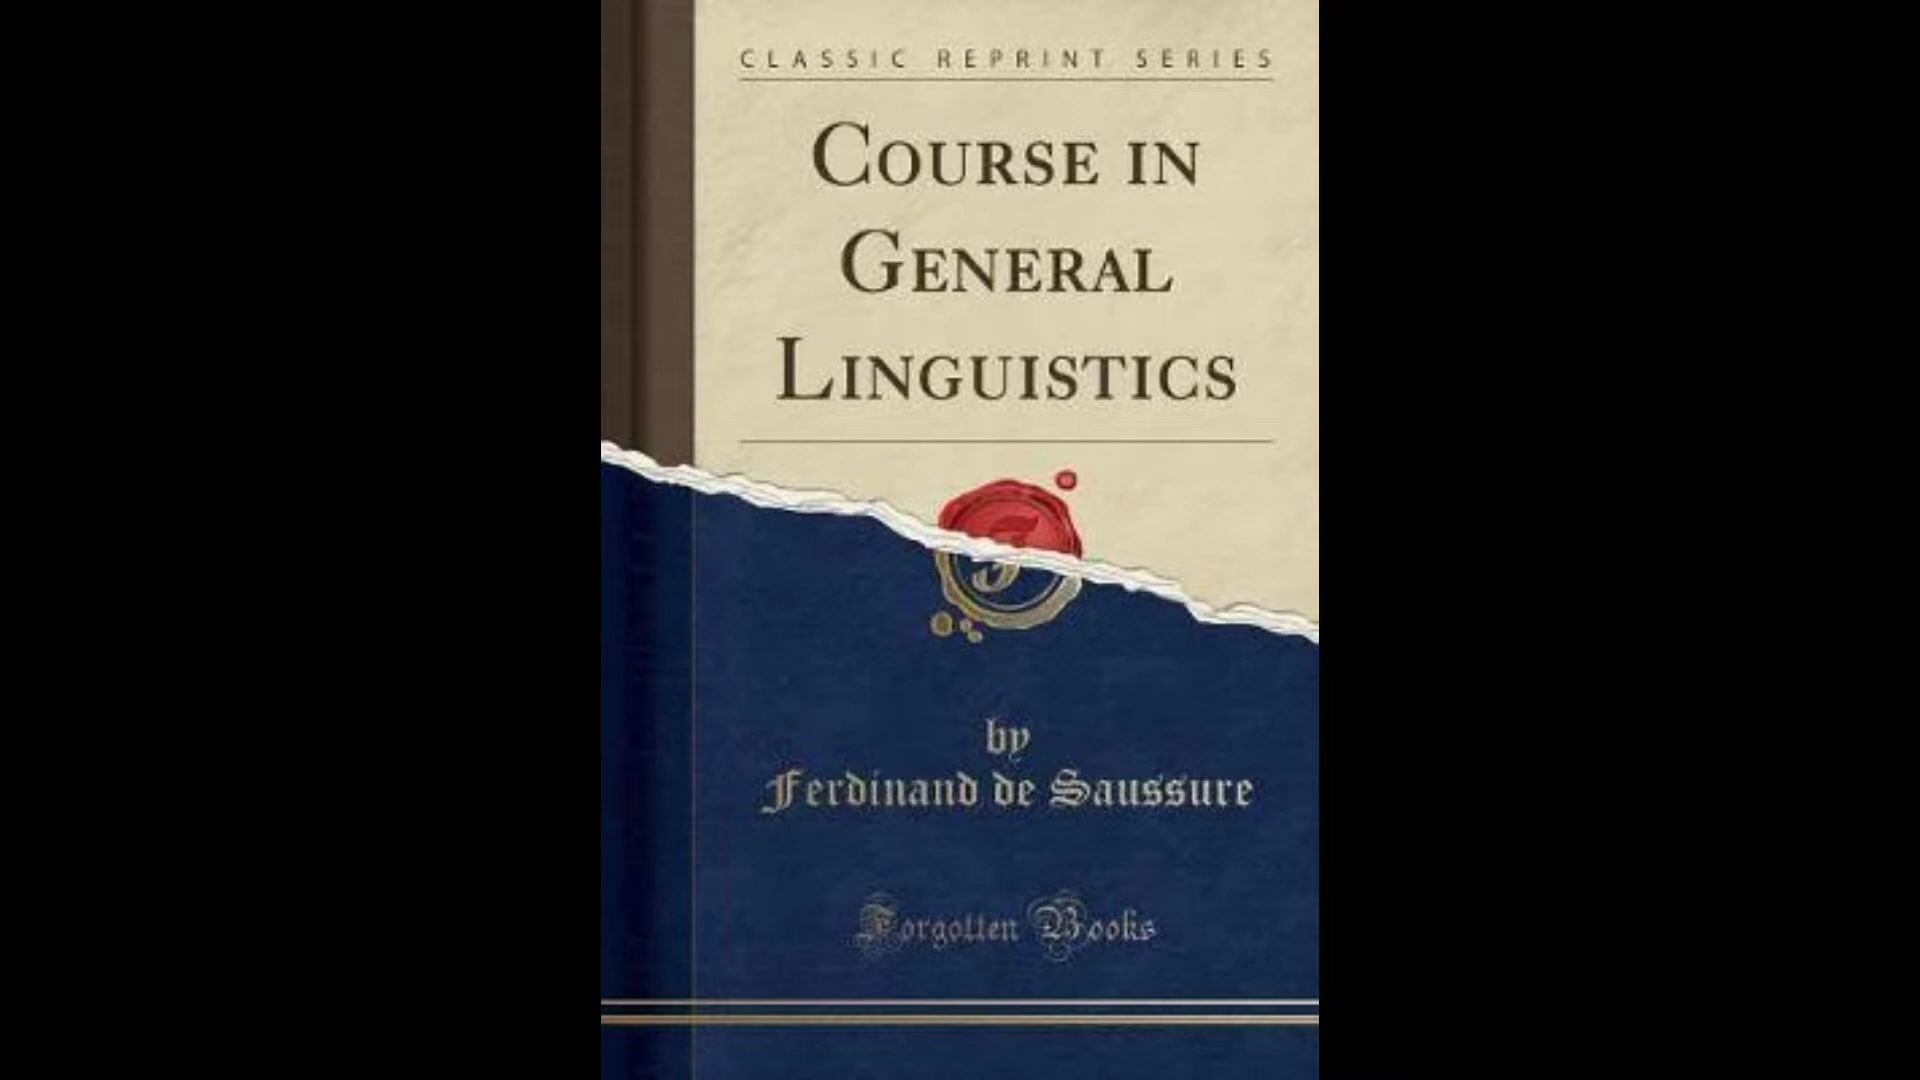 CLASSIC REPRINT SERIES
COURSE IN
GENERAL
LINGUISTICS
by
Ferdinand de Saussure
Forgotten Books